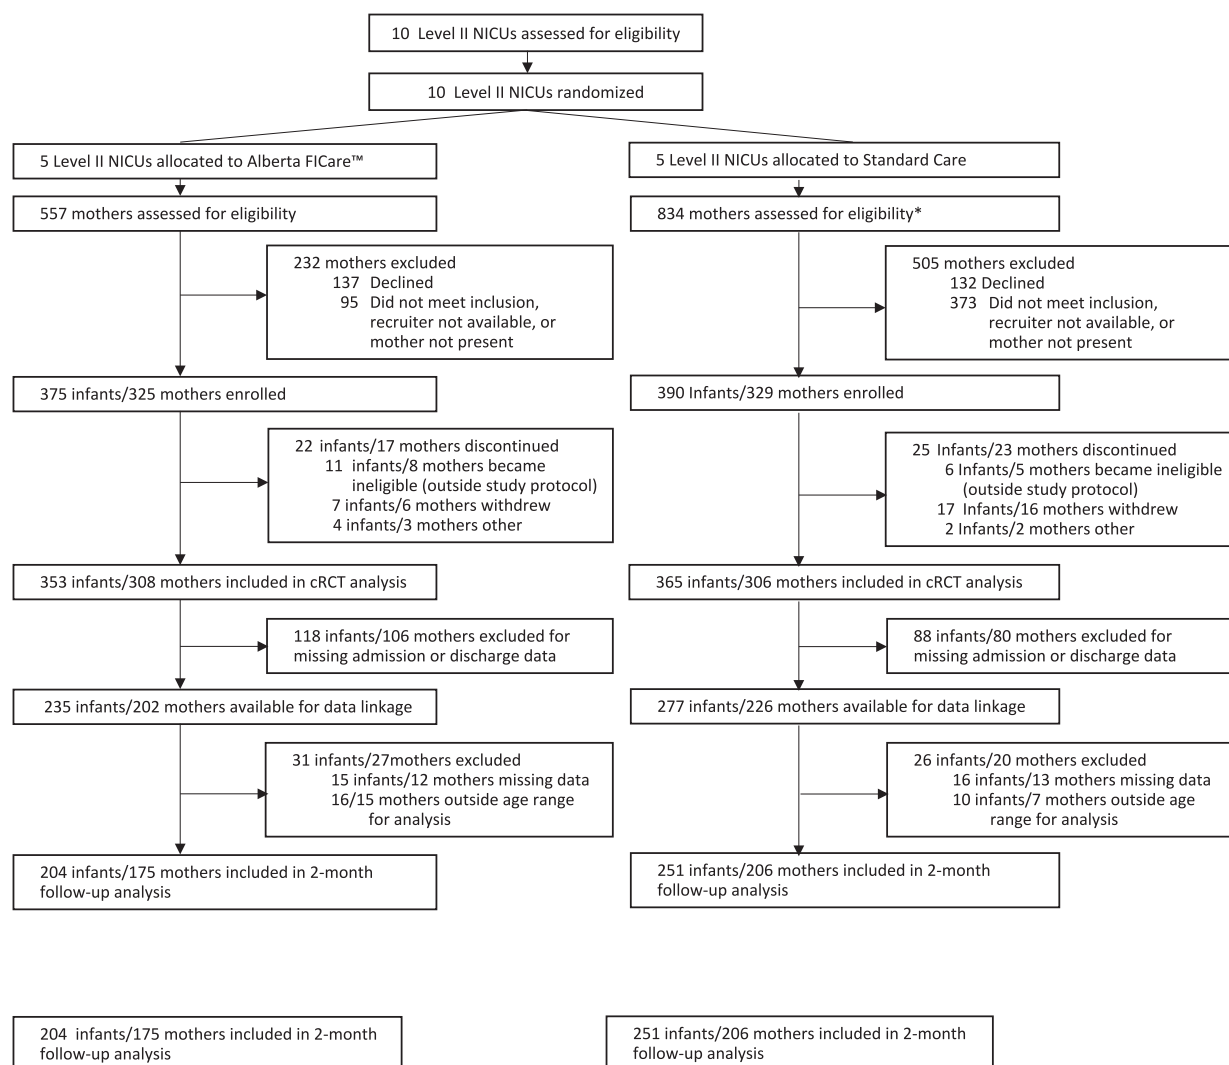 10 Level II NICUs assessed for eligibility
10 Level II NICUs randomized
5 Level II NICUs allocated to Alberta FICare™
557 mothers assessed for eligibility
232 mothers excluded
137 Declined
95 Did not meet inclusion,
recruiter not available, or
mother not present
375 infants/325 mothers enrolled
22 infants/17 mothers discontinued
11 infants/8 mothers became
ineligible (outside study protocol)
7 infants/6 mothers withdrew
4 infants/3 mothers other
353 infants/308 mothers included in cRCT analysis
118 infants/106 mothers excluded for
missing admission or discharge data
235 infants/202 mothers available for data linkage
31 infants/27mothers excluded
15 infants/12 mothers missing data
16/15 mothers outside age range
for analysis
204 infants/175 mothers included in 2-month
follow-up analysis
5 Level II NICUs allocated to Standard Care
834 mothers assessed for eligibility*
505 mothers excluded
132 Declined
373 Did not meet inclusion,
recruiter not available, or
mother not present
390 Infants/329 mothers enrolled
25 Infants/23 mothers discontinued
6 Infants/5 mothers became ineligible
(outside study protocol)
17 Infants/16 mothers withdrew
2 Infants/2 mothers other
365 infants/306 mothers included in cRCT analysis
88 infants/80 mothers excluded for
missing admission or discharge data
277 infants/226 mothers available for data linkage
26 infants/20 mothers excluded
16 infants/13 mothers missing data
10 infants/7 mothers outside age
range for analysis
251 infants/206 mothers included in 2-month
follow-up analysis
204 infants/175 mothers included in 2-month
follow-up analysis
251 infants/206 mothers included in 2-month
follow-up analysis